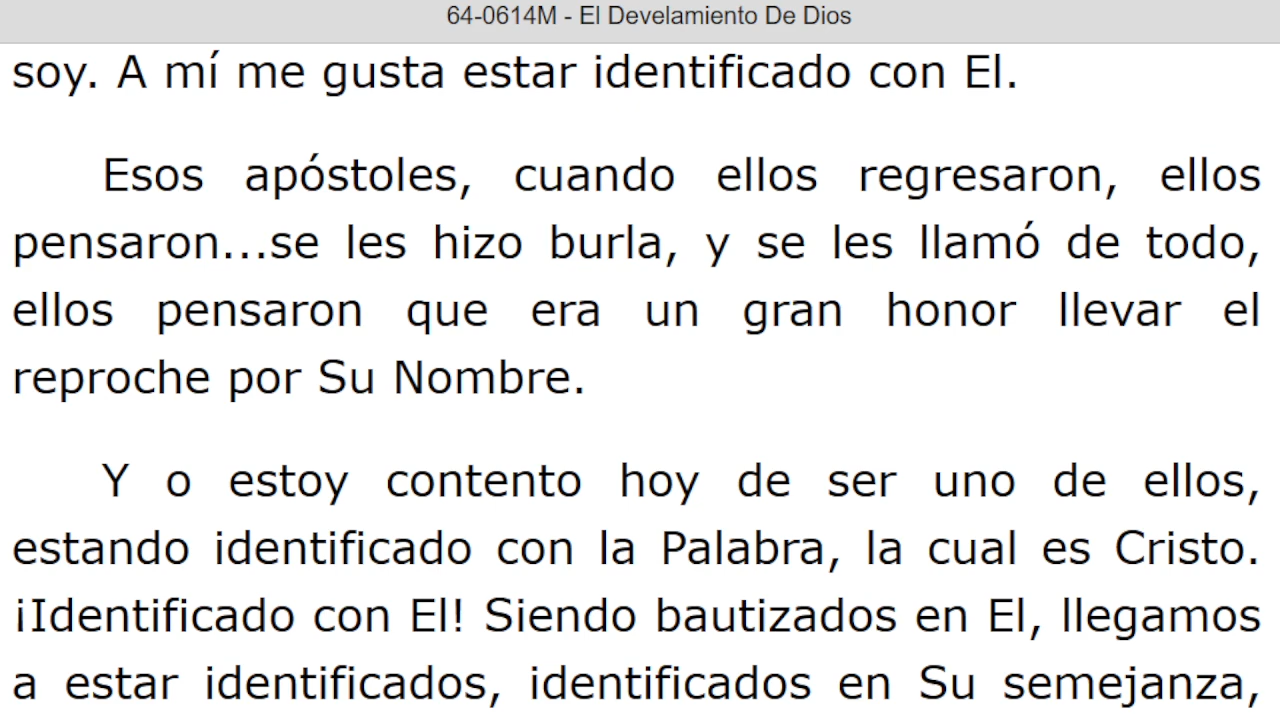 64-0614M - El Develamiento De Dios
soy. A mí me gusta estar identificado con El.
Esos apóstoles, cuando ellos regresaron, ellos
pensaron...se les hizo burla, y se les llamó de todo,
ellos pensaron que era un gran honor llevar el
reproche por Su Nombre.
Y o estoy contento hoy de ser uno de ellos,
estando identificado con la Palabra, la cual es Cristo.
¡Identificado con El! Siendo bautizados en El, llegamos
a estar identificados, identificados en Su semejanza,